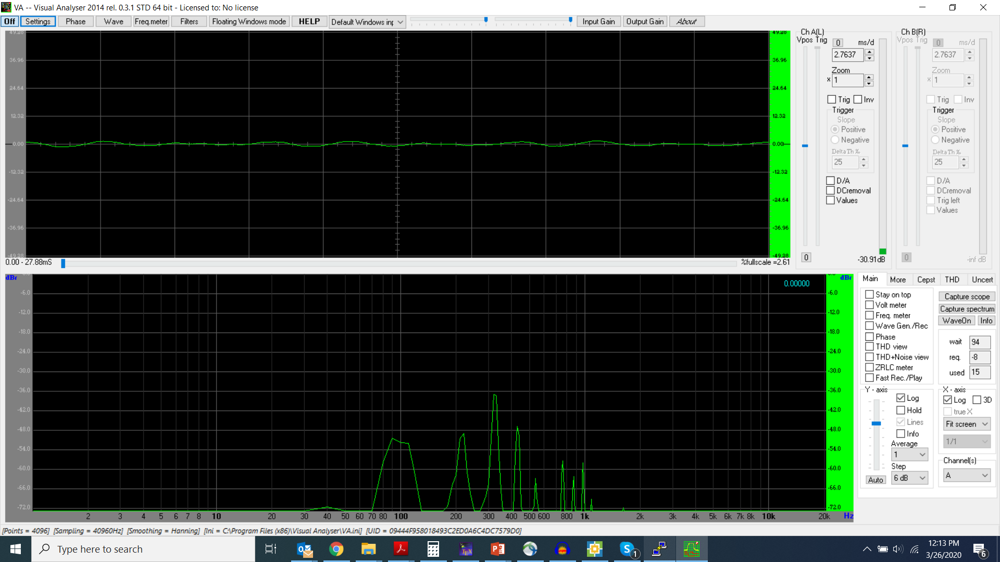 VA -- Visual Analyser 2014 rel. 0.3.1 STD 64 bit - Licensed to: No license
Off Settings Phase Wave Freq.meter Filters Floating Windows mode HELP Default Windows inp Input Gain Output Gain About
49.28
36.96
24.64
12.32
0.00
-12.32
-24.64
-36.96
-49.28
49.28
36.96
24.64
12.32
0.00
-12.32
-24.64
-36.96
-49.28
0.00 - 27.88mS
%fullscale =2.61
Ch A(L)
Vpos Trig 0 ms/d
2.7637
Zoom
x 1
Trig Inv
Trigger
Slope
Positive
Negative
Delta Th %
25
D/A
DCremoval
Values
0 -30.91dB
Ch B(R)
Vpos Trig 0 ms/d
2.7637
Zoom
x 1
Trig Inv
Trigger
Slope
Positive
Negative
Delta Th %
25
D/A
DCremoval
Trig left
Values
0 -inf dB
dBr
-6.0
-12.0
-18.0
-24.0
-30.0
-36.0
-42.0
-48.0
-54.0
-60.0
-66.0
-72.0
0.00000
dBr
-6.0
-12.0
-18.0
-24.0
-30.0
-36.0
-42.0
-48.0
-54.0
-60.0
-66.0
-72.0
2 3 4 5 6 7 8 10 20 30 40 50 60 70 80 100 200 300 400 500 600 800 1k 2k 3k 4k 5k 6k 7k 8k 10k 20k Hz
Main More Cepst THD Uncert
Stay on top
Volt meter
Freq. meter
Wave Gen./Rec
Phase
THD view
THD+Noise view
ZRLC meter
Fast Rec./Play
Capture scope
Capture spectrum
WaveOn Info
wait 94
req. -8
used 15
Y - axis
Log
Hold
Lines
Info
Average
1
Step
Auto 6 dB
X - axis
Log 3D
true X
Fit screen
1/1
Channel(s)
A
[Points = 4096] [Sampling = 40960Hz] [Smoothing = Hanning] [Ini = C:\Program Files (x86)\Visual Analyser\VA.ini] [UID = 09444F958018493C2ED0A6C4DC7579D0]
Type here to search
1
12:13 PM
3/26/2020
6